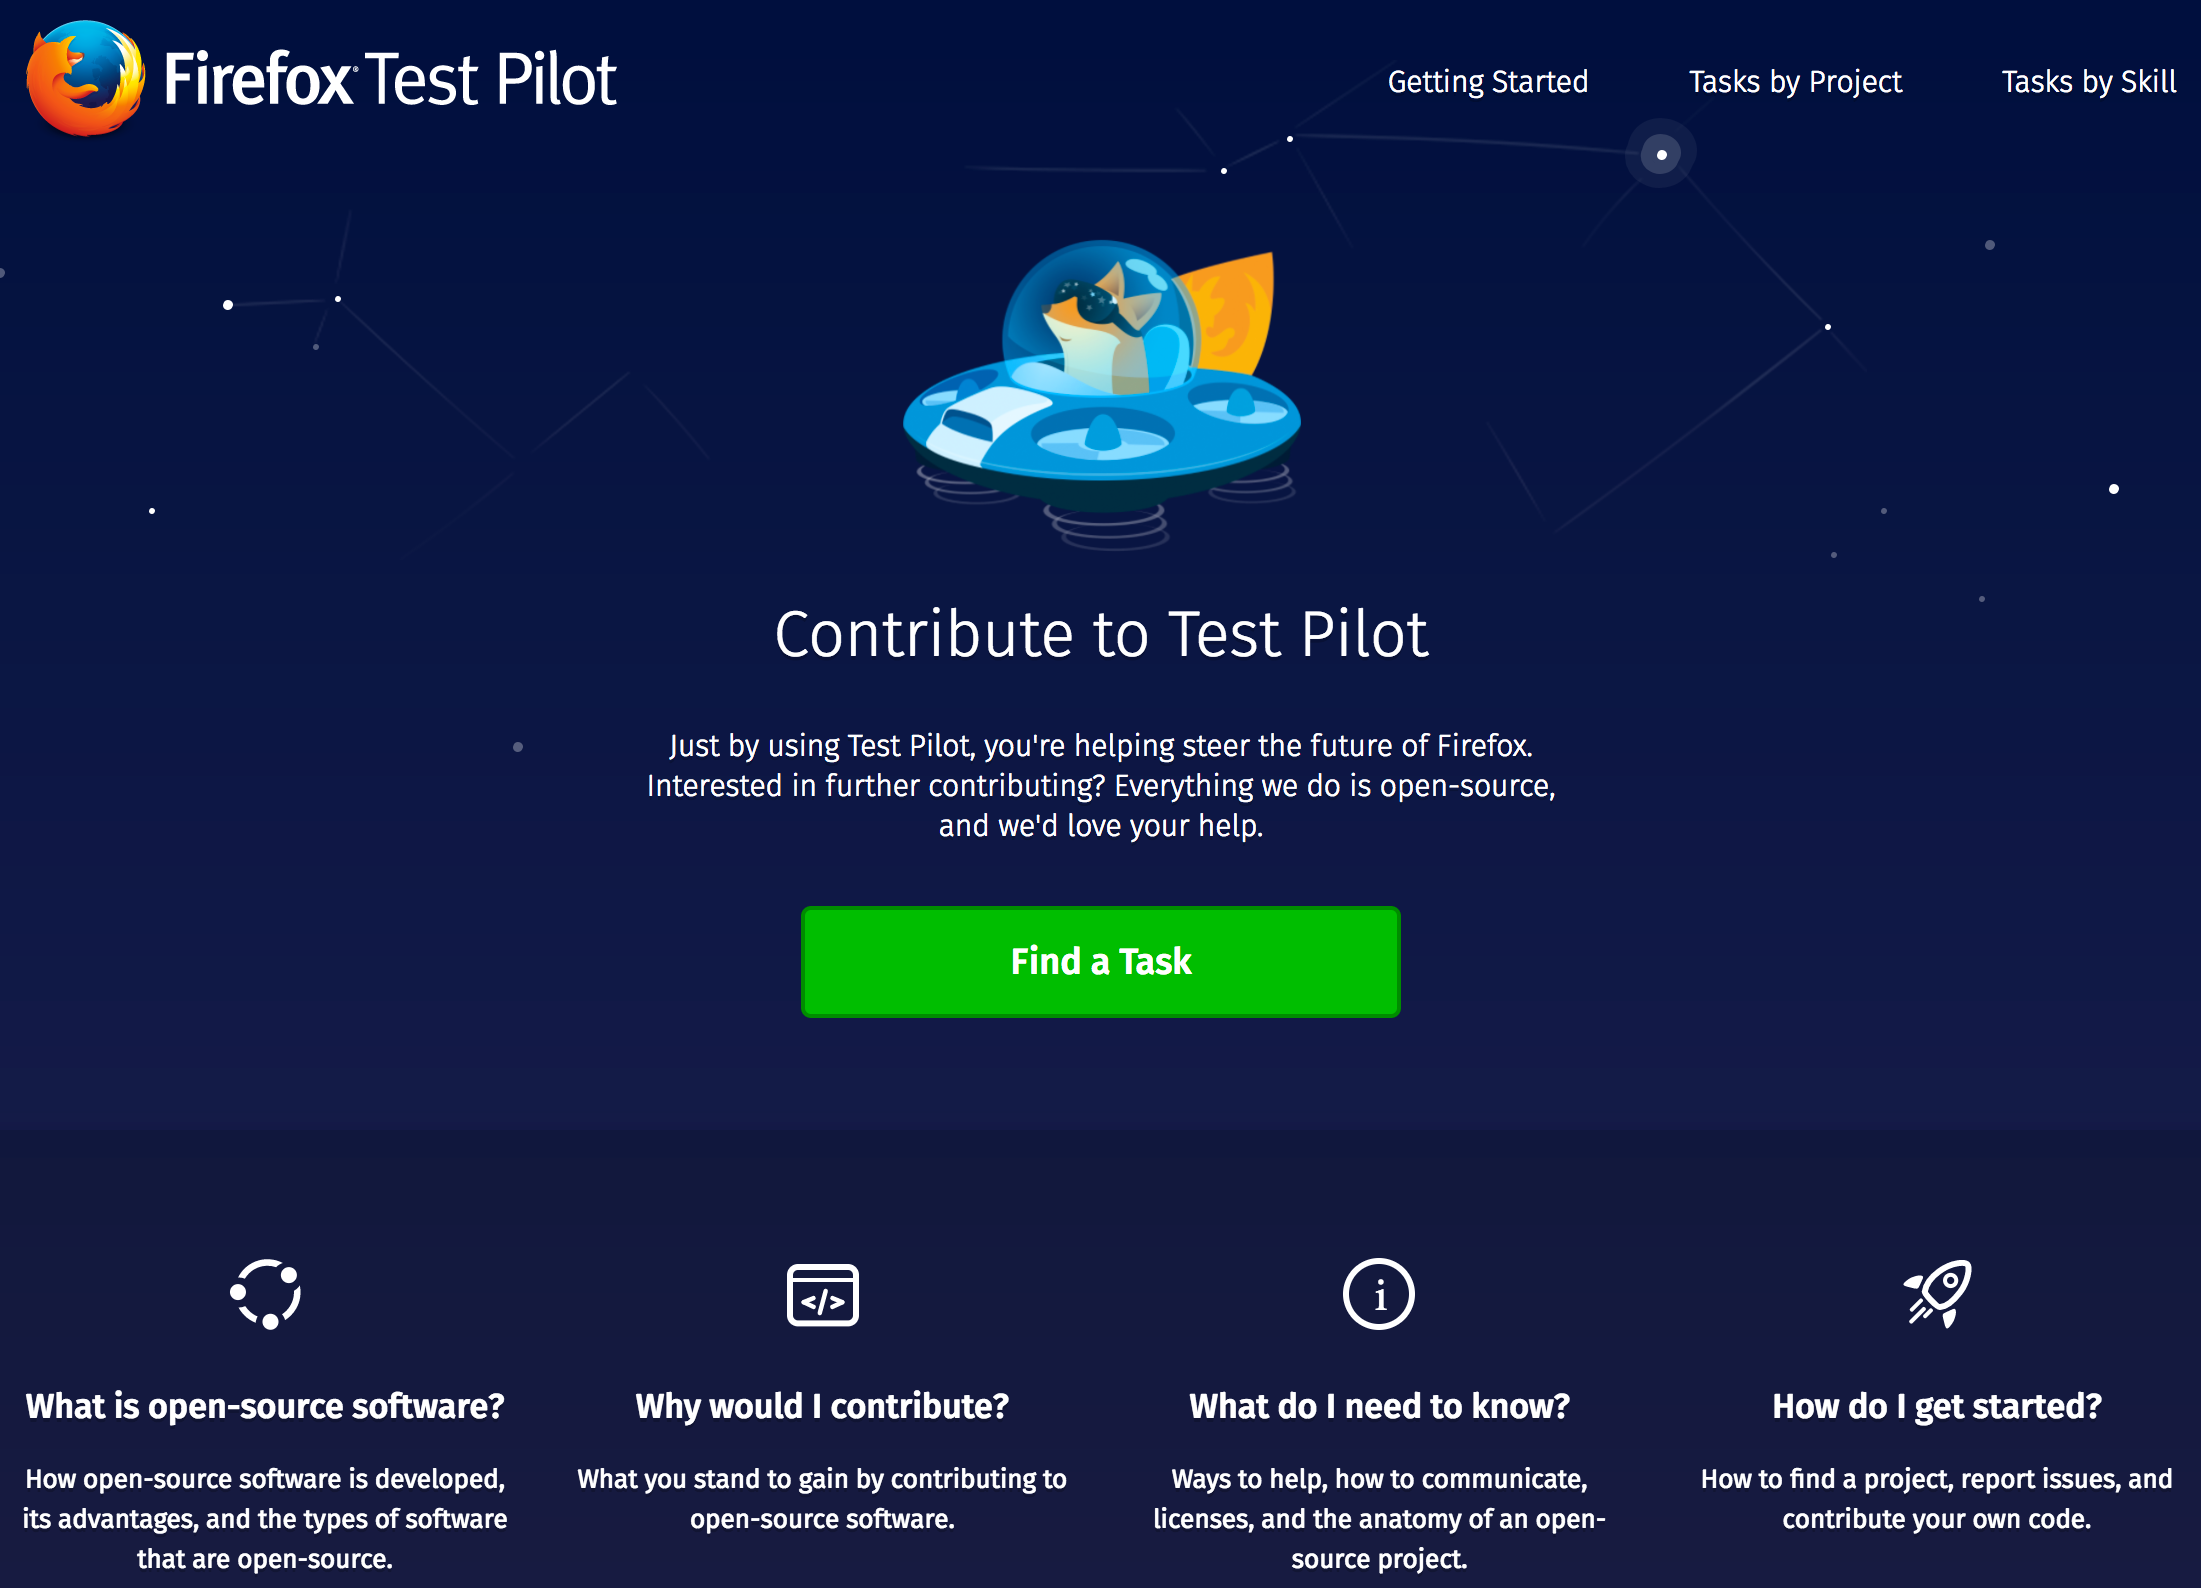 Firefox® Test Pilot
Getting Started
Tasks by Project
Tasks by Skill
Contribute to Test Pilot
Just by using Test Pilot, you're helping steer the future of Firefox.
Interested in further contributing? Everything we do is open-source,
and we'd love your help.
Find a Task
</>
i
What is open-source software?
How open-source software is developed,
its advantages, and the types of software
that are open-source.
Why would I contribute?
What you stand to gain by contributing to
open-source software.
What do I need to know?
Ways to help, how to communicate,
licenses, and the anatomy of an open-
source project.
How do I get started?
How to find a project, report issues, and
contribute your own code.